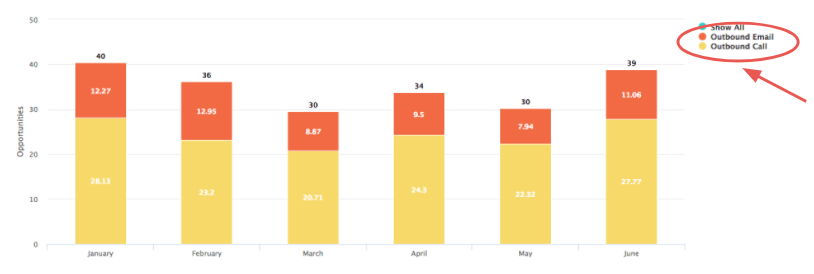 50
Show All
Outbound Email
Outbound Call
40
36
30
34
30
39
40
12.27
12.95
8.87
9.5
7.94
11.06
30
Opportunities
20
28.13
23.2
20.71
24.3
22.32
27.77
10
0
January
February
March
April
May
June